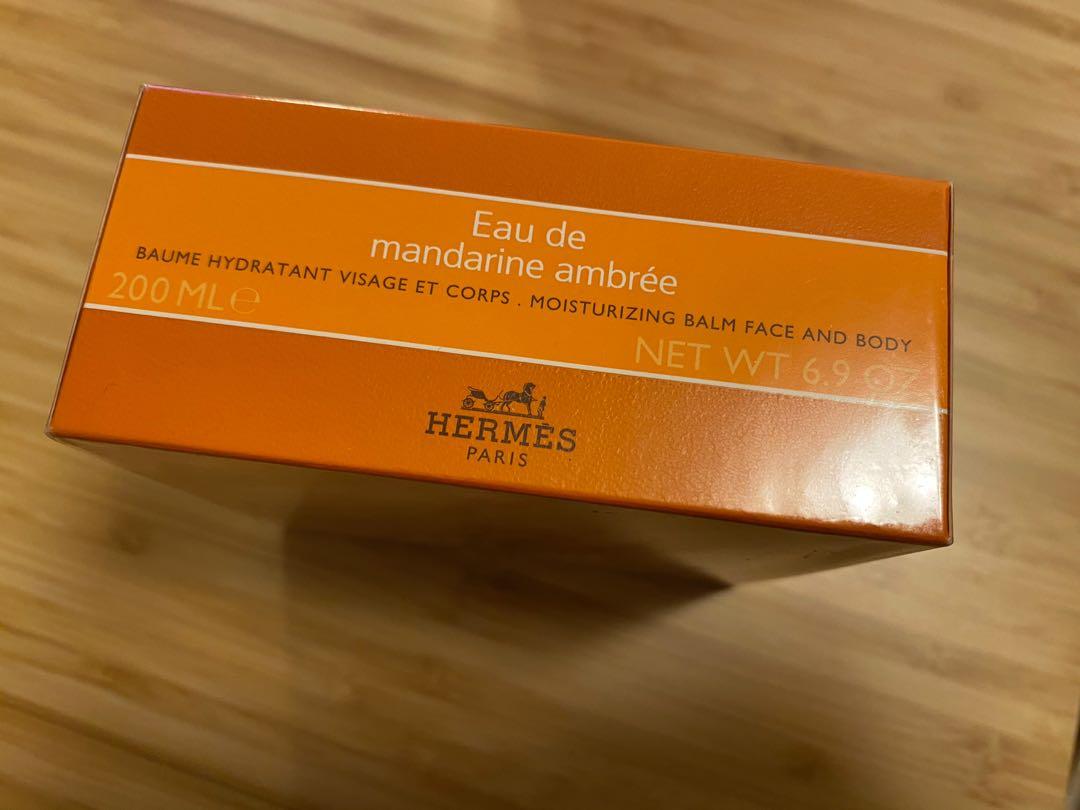 Eau de
mandarine ambrée
BAUME HYDRATANT VISAGE ET CORPS . MOISTURIZING BALM FACE AND BODY
200 ML ℮
NET WT 6.9 OZ
HERMÈS
PARIS